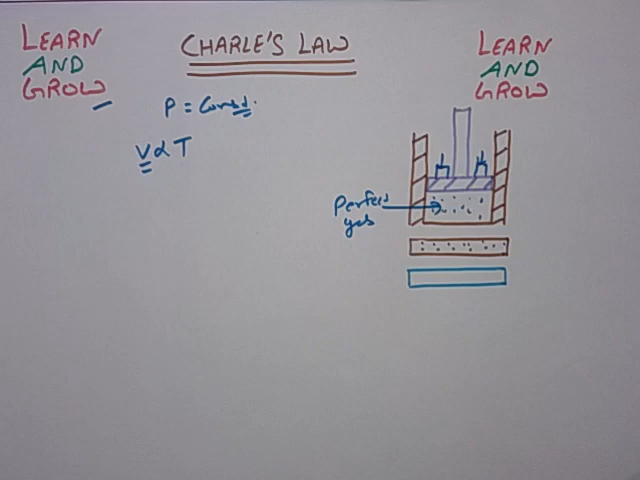 LEARN
AND
GROW
CHARLE'S LAW
LEARN
AND
GROW
P = Const.
V ∝ T
Perfect
gas